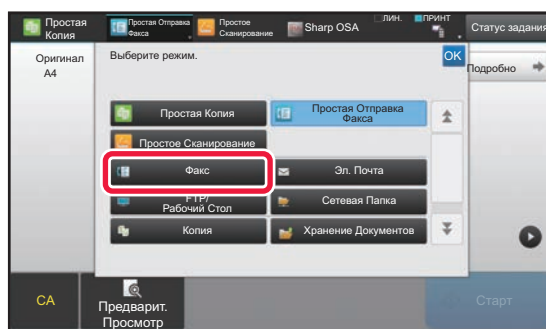 Простая
Копия
Простая Отправка
Факса
Простое
Сканирование
Sharp OSA
ЛИН.
ПРИНТ
Статус задания
Оригинал
A4
Выберите режим.
OK
Подробно
Простая Копия
Простая Отправка
Факса
Простое Сканирование
Факс
Эл. Почта
FTP/
Рабочий Стол
Сетевая Папка
Копия
Хранение Документов
CA
Предварит.
Просмотр
Старт